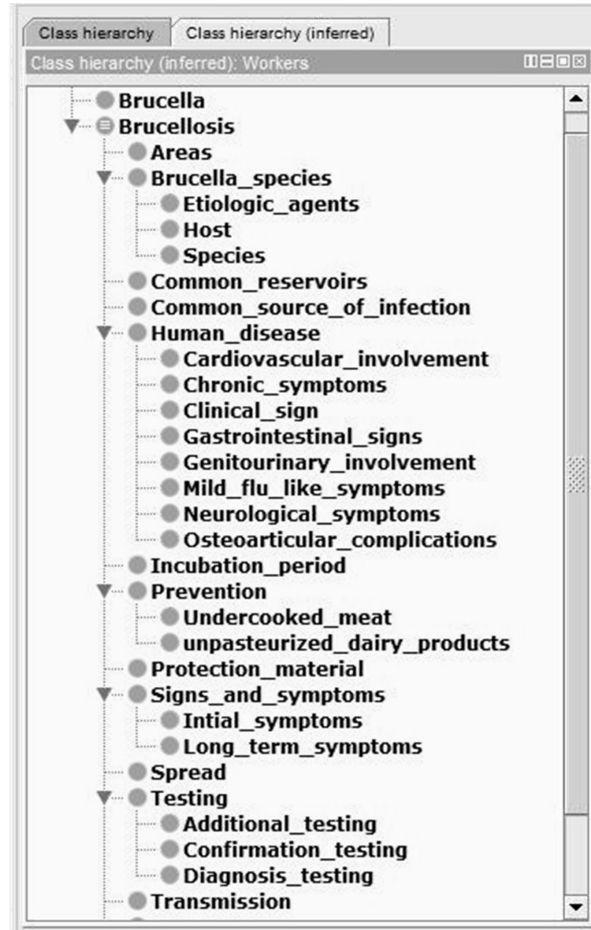 Class hierarchy Class hierarchy (inferred)
Class hierarchy (inferred): Workers
Brucella
Brucellosis
Areas
Brucella_species
Etiologic_agents
Host
Species
Common_reservoirs
Common_source_of_infection
Human_disease
Cardiovascular_involvement
Chronic_symptoms
Clinical_sign
Gastrointestinal_signs
Genitourinary_involvement
Mild_flu_like_symptoms
Neurological_symptoms
Osteoarticular_complications
Incubation_period
Prevention
Undercooked_meat
unpasteurized_dairy_products
Protection_material
Signs_and_symptoms
Intial_symptoms
Long_term_symptoms
Spread
Testing
Additional_testing
Confirmation_testing
Diagnosis_testing
Transmission